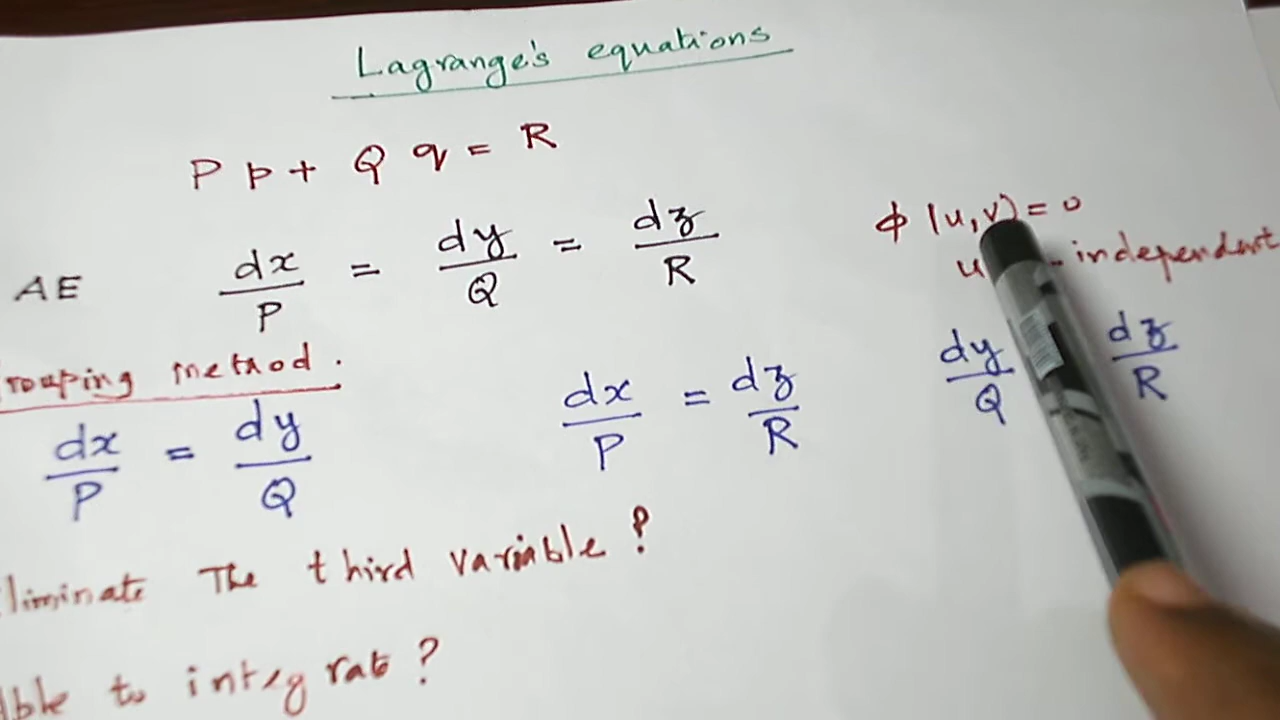 Lagrange's equations
P p + Q q = R
AE dx/P = dy/Q = dz/R
φ (u, v) = 0
u - independent
rouping method.
dx/P = dy/Q
dx/P = dz/R
dy/Q dz/R
liminate The third variable?
ble to integrate?